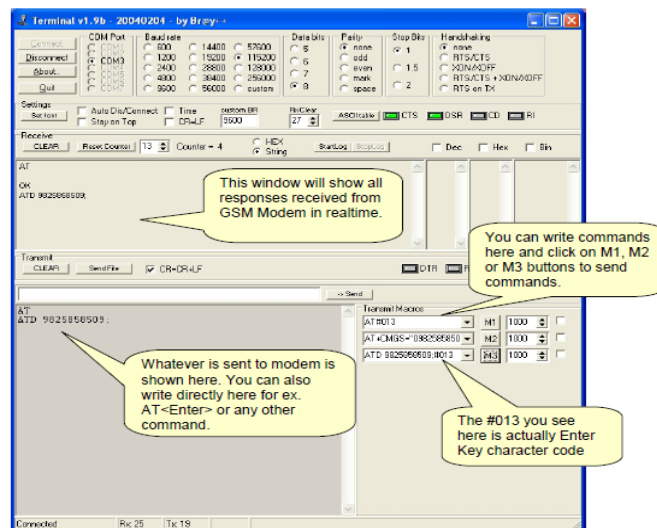 Terminal v1.9b - 20040204 - by Br@y++
Connect
Disconnect
About..
Quit
COM Port
COM3
Baud rate
600 14400 57600
1200 19200 115200
2400 28800 128000
4800 38400 256000
9600 56000 custom
Data bits
5
6
7
8
Parity
none
odd
even
mark
space
Stop Bits
1
1.5
2
Handshaking
none
RTS/CTS
XON/XOFF
RTS/CTS + XON/XOFF
RTS on TX
Settings
Set font
Auto Dis/Connect Time
Stay on Top CR=LF
custom BR
9600
RxClear
27
ASCII table
CTS DSR CD RI
Receive
CLEAR Reset Counter 13 Counter = 4
HEX
String
StartLog StopLog
Dec Hex Bin
AT
OK
ATD 9825858509;
This window will show all
responses received from
GSM Modem in realtime.
You can write commands
here and click on M1, M2
or M3 buttons to send
commands.
Transmit
CLEAR Send File CR=CR+LF
DTR
-> Send
AT
ATD 9825858509;
Transmit Macros
AT#013 M1 1000
AT+CMGS="0982585850 M2 1000
ATD 9825858509;#013 M3 1000
Whatever is sent to modem is
shown here. You can also
write directly here for ex.
AT<Enter> or any other
command.
The #013 you see
here is actually Enter
Key character code
Connected Rx: 25 Tx: 19